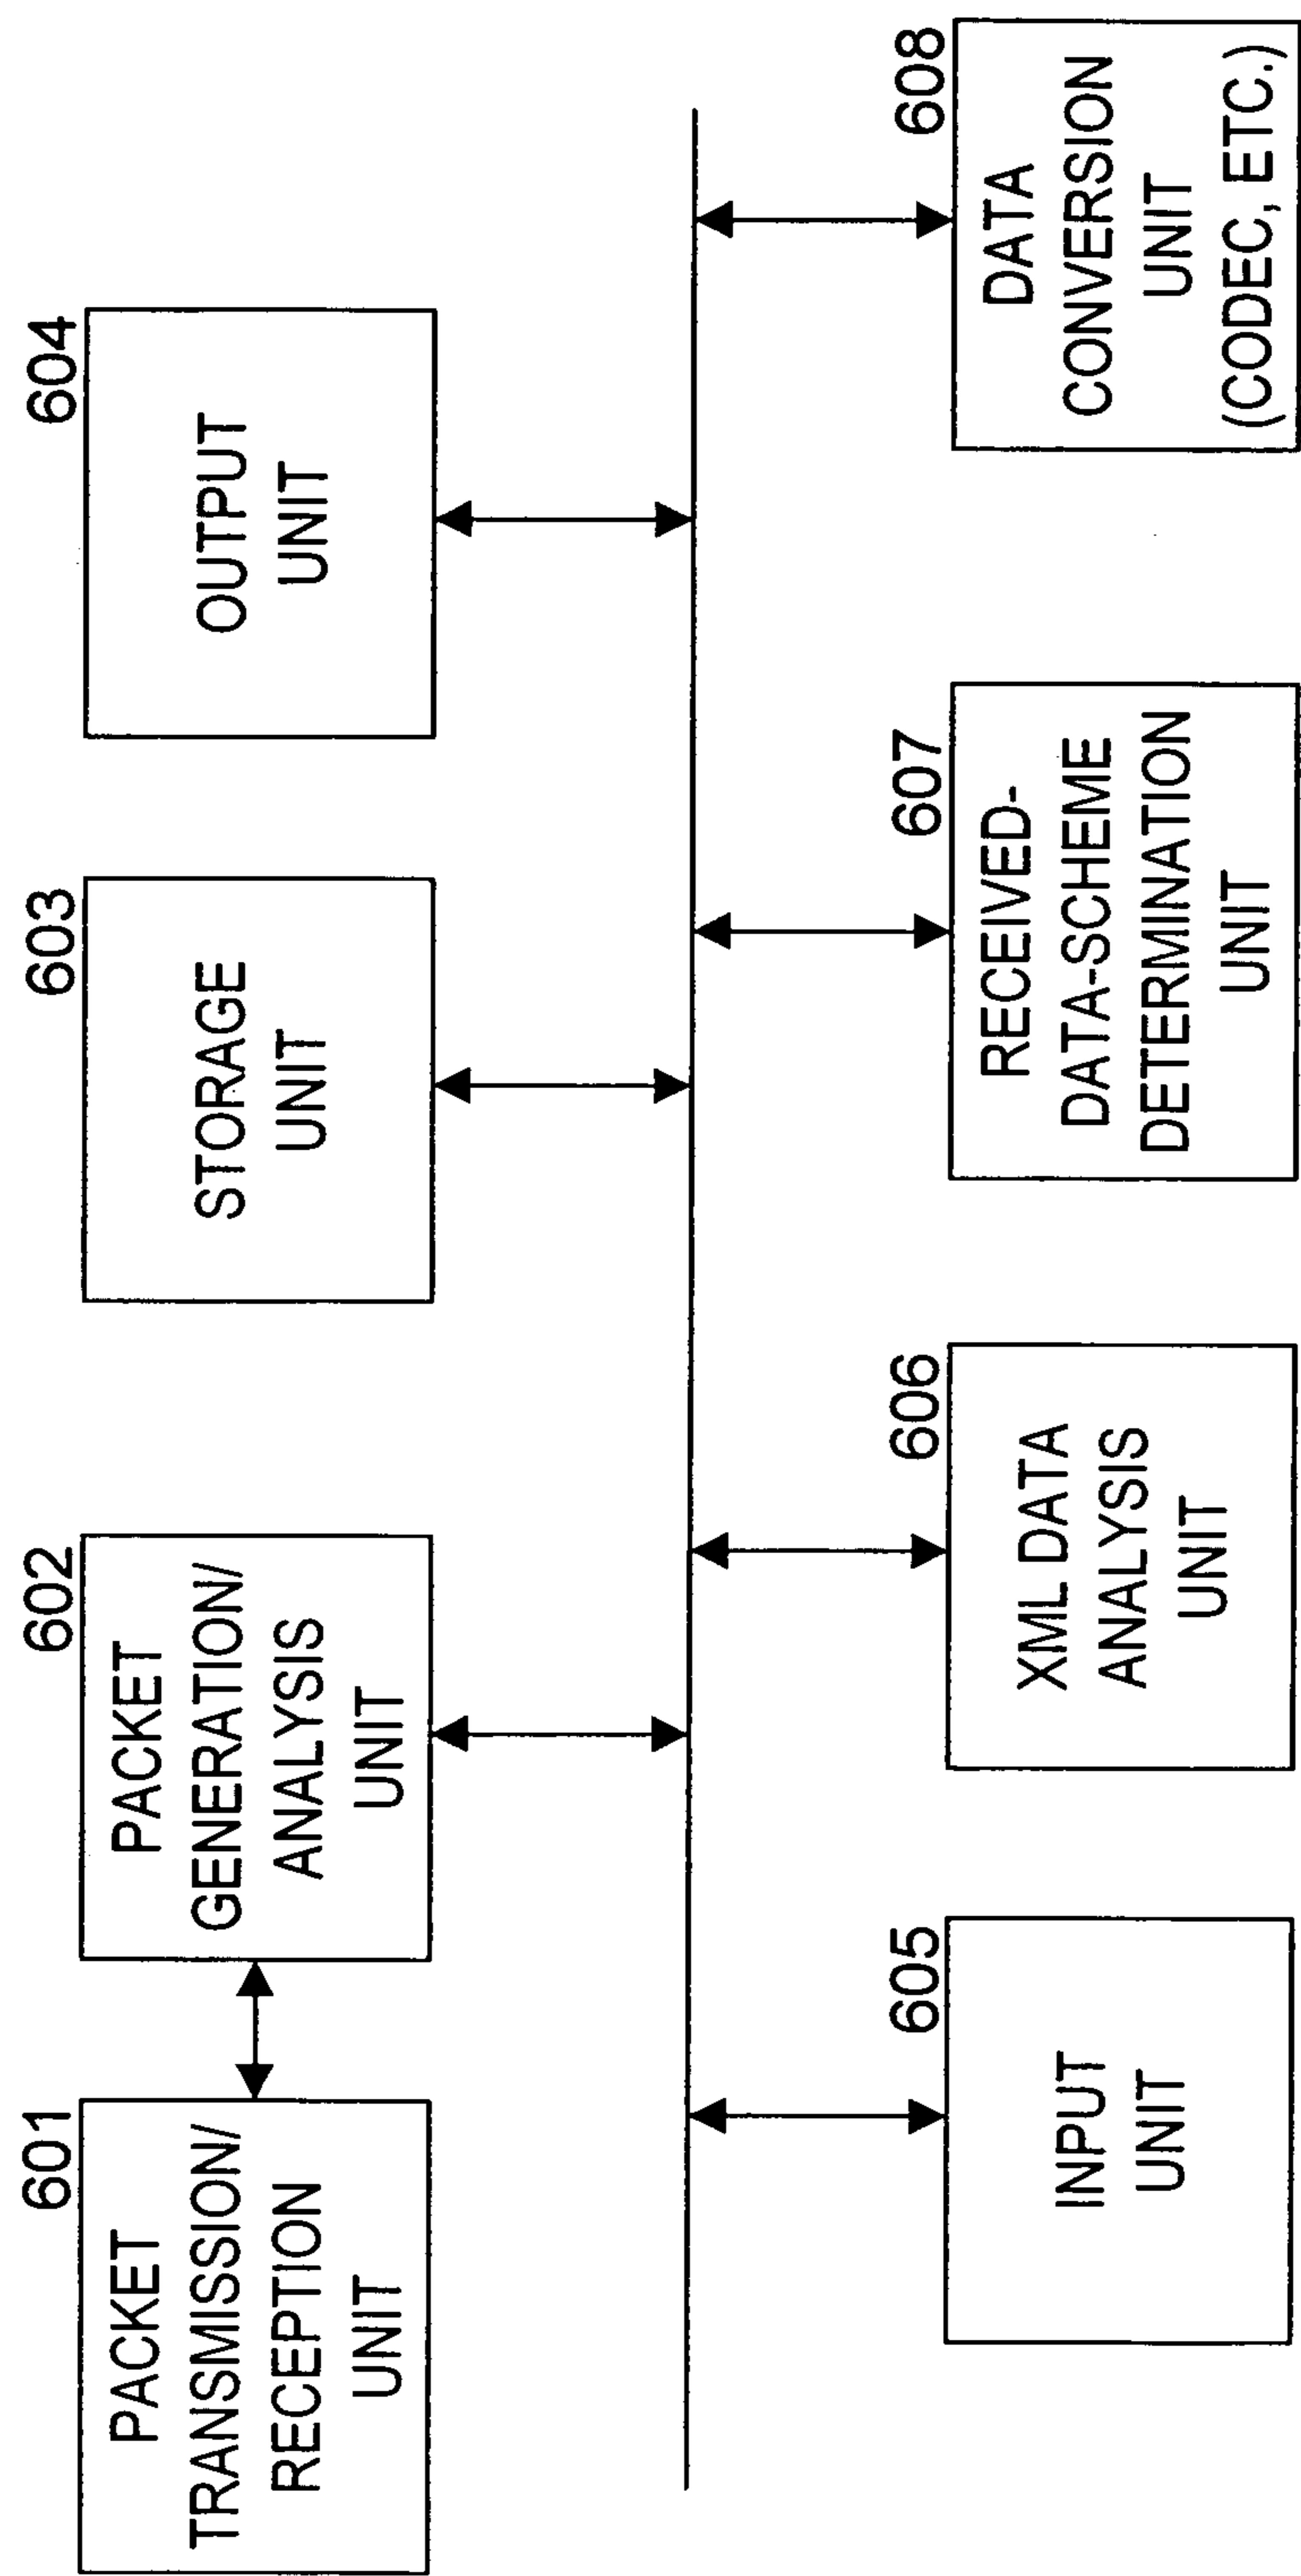 601
PACKET
TRANSMISSION/
RECEPTION
UNIT
602
PACKET
GENERATION/
ANALYSIS
UNIT
603
STORAGE
UNIT
604
OUTPUT
UNIT
605
INPUT
UNIT
606
XML DATA
ANALYSIS
UNIT
607
RECEIVED-
DATA-SCHEME
DETERMINATION
UNIT
608
DATA
CONVERSION
UNIT
(CODEC, ETC.)